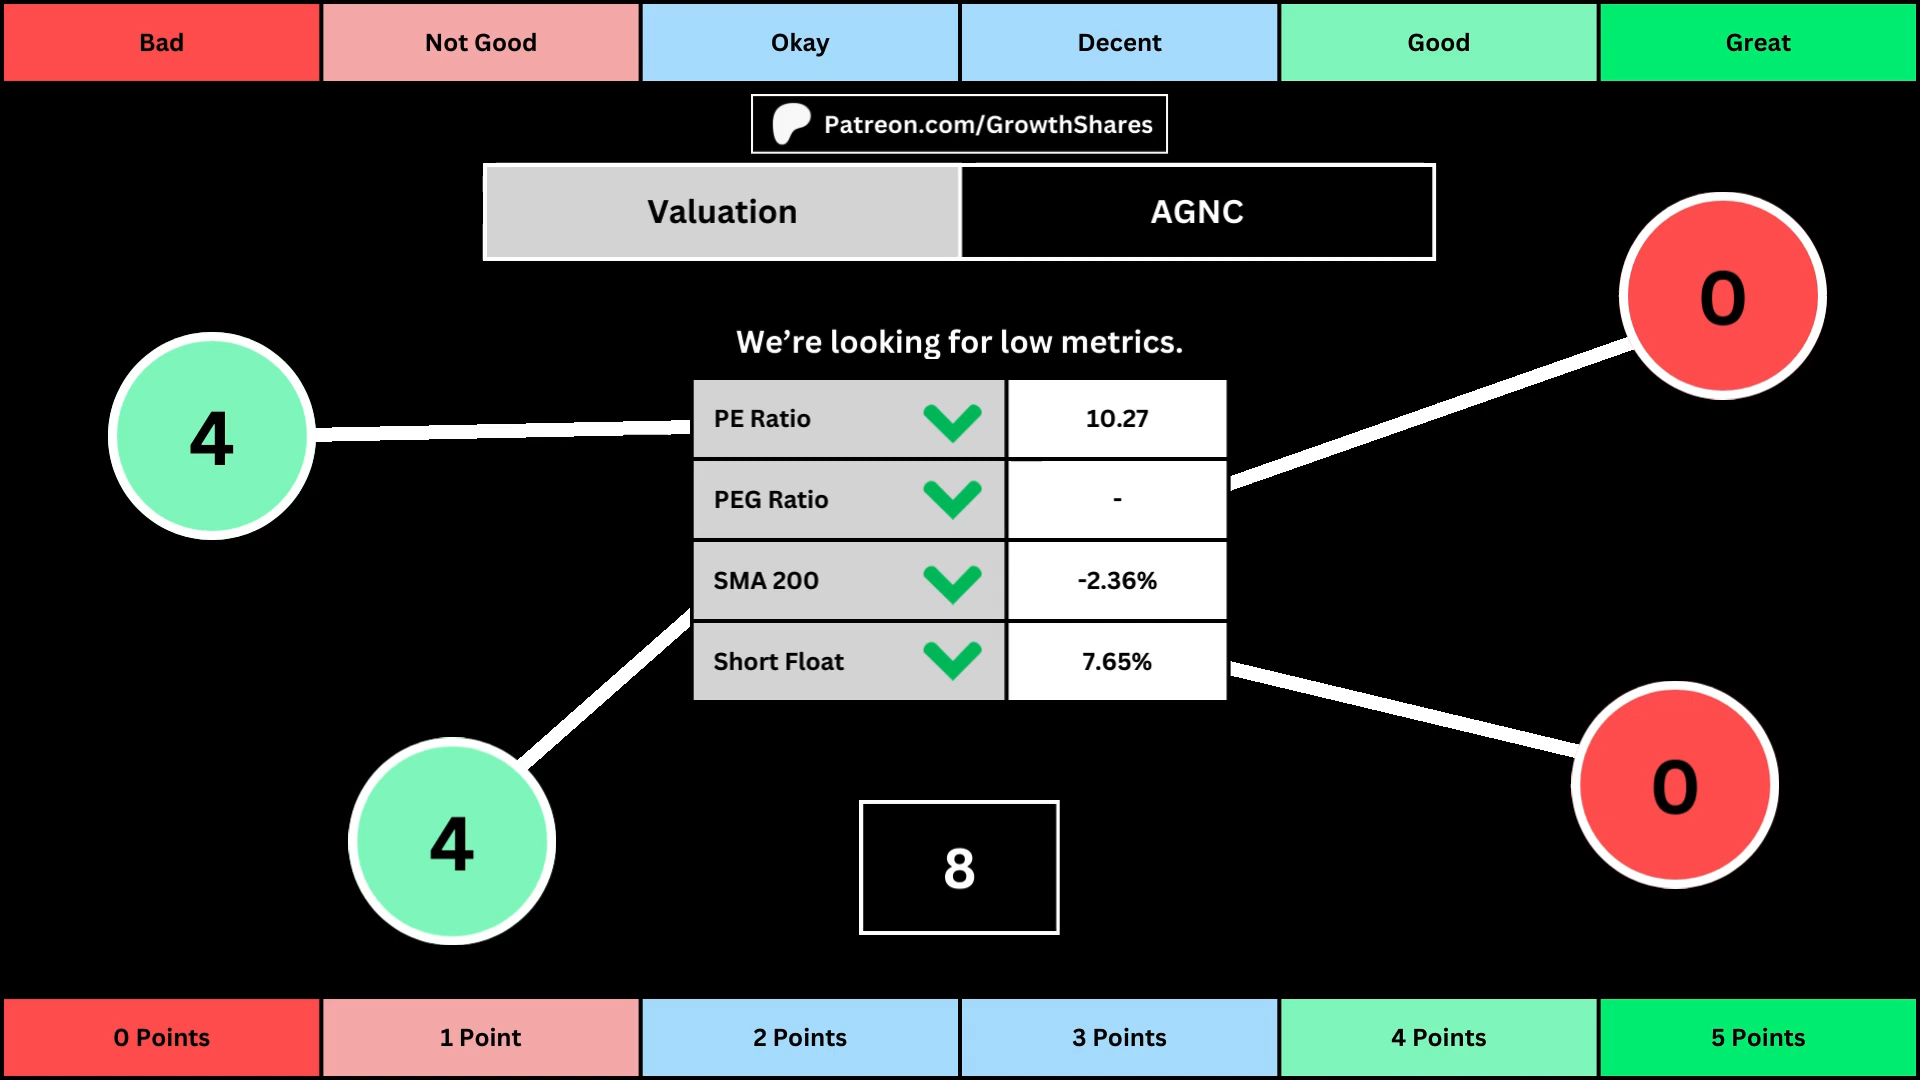 Bad
Not Good
Okay
Decent
Good
Great
Patreon.com/GrowthShares
Valuation
AGNC
0
We’re looking for low metrics.
4
PE Ratio
10.27
PEG Ratio
-
SMA 200
-2.36%
Short Float
7.65%
0
4
8
0 Points
1 Point
2 Points
3 Points
4 Points
5 Points